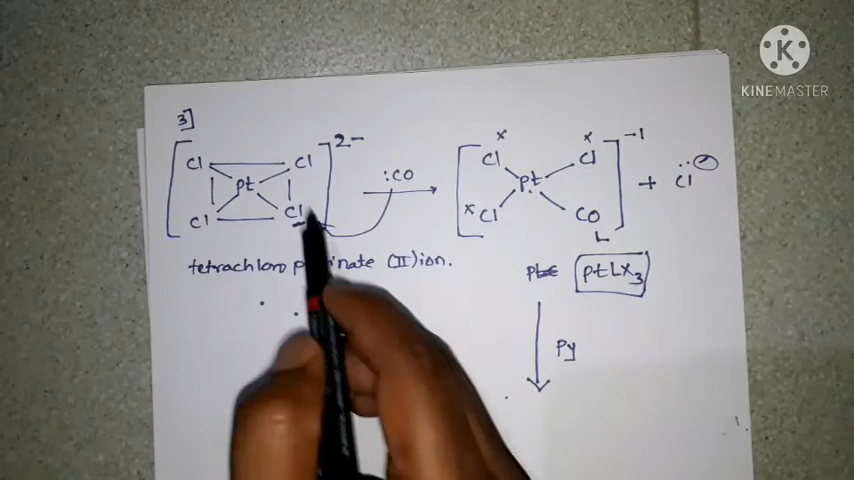 K
KINEMASTER
3]
[Cl Cl Pt Cl Cl]2-
:CO
[Cl x Cl x Pt x Cl CO L]-1 + :Cl⊖
tetrachloro nate (II) ion.
PtLX3
Py